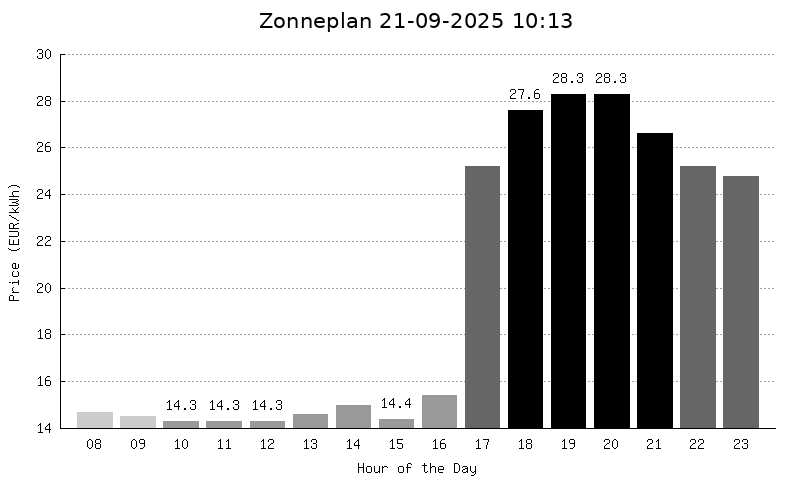 Zonneplan 21-09-2025 10:13
30
28
26
24
22
20
18
16
14
Price (EUR/kWh)
14.3 14.3 14.3 14.4 27.6 28.3 28.3
08 09 10 11 12 13 14 15 16 17 18 19 20 21 22 23
Hour of the Day